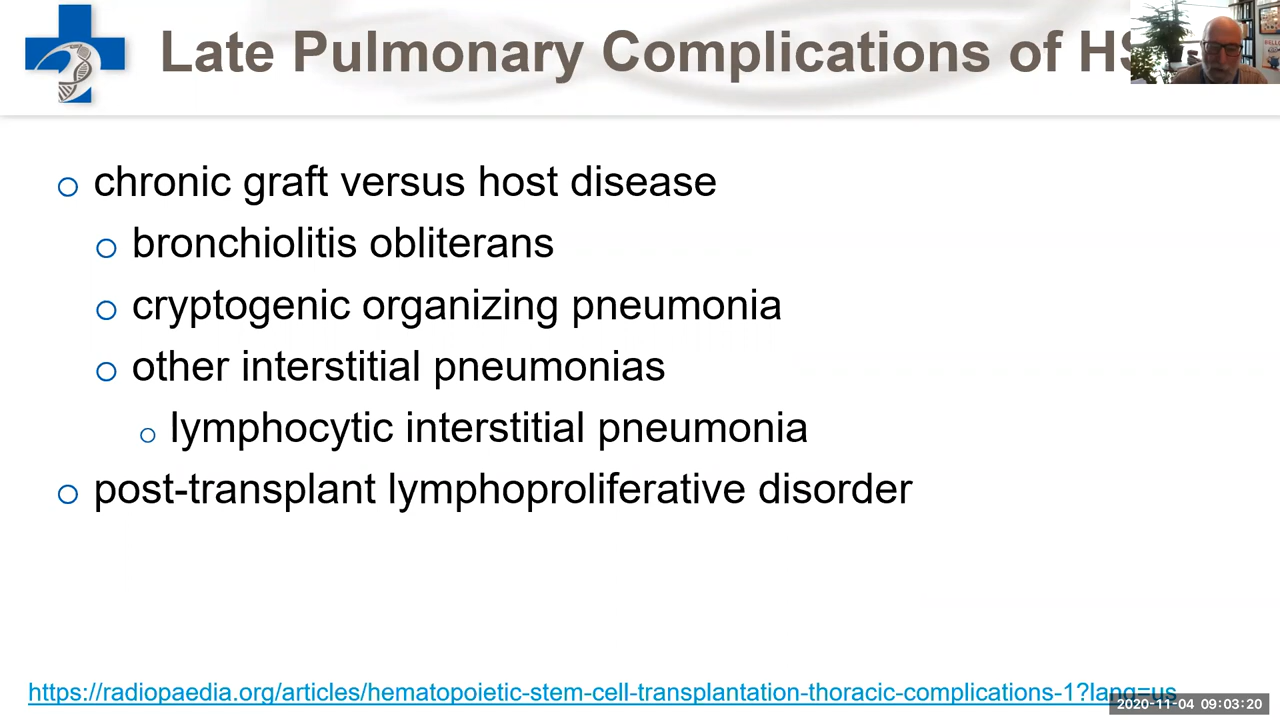 Late Pulmonary Complications of HS
chronic graft versus host disease
bronchiolitis obliterans
cryptogenic organizing pneumonia
other interstitial pneumonias
lymphocytic interstitial pneumonia
post-transplant lymphoproliferative disorder
https://radiopaedia.org/articles/hematopoietic-stem-cell-transplantation-thoracic-complications-1?lang=us
2020-11-04 09:03:20